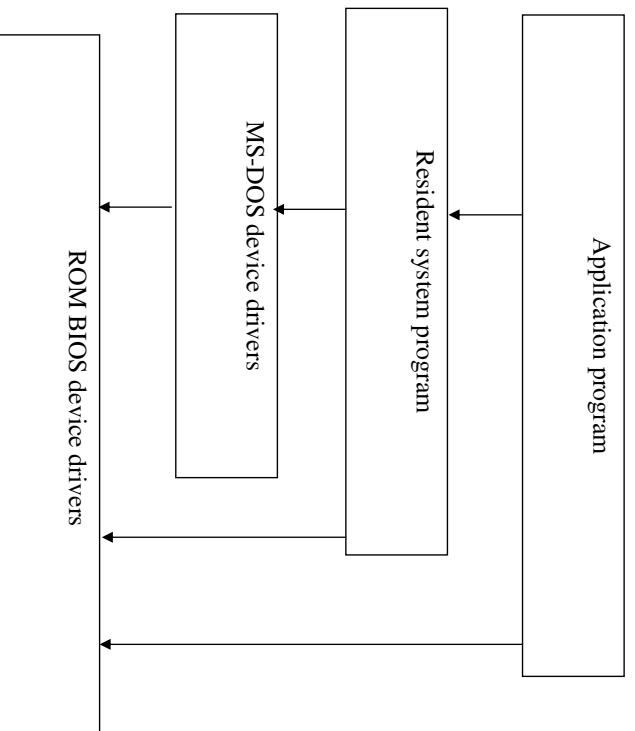 Application program
Resident system program
MS-DOS device drivers
ROM BIOS device drivers